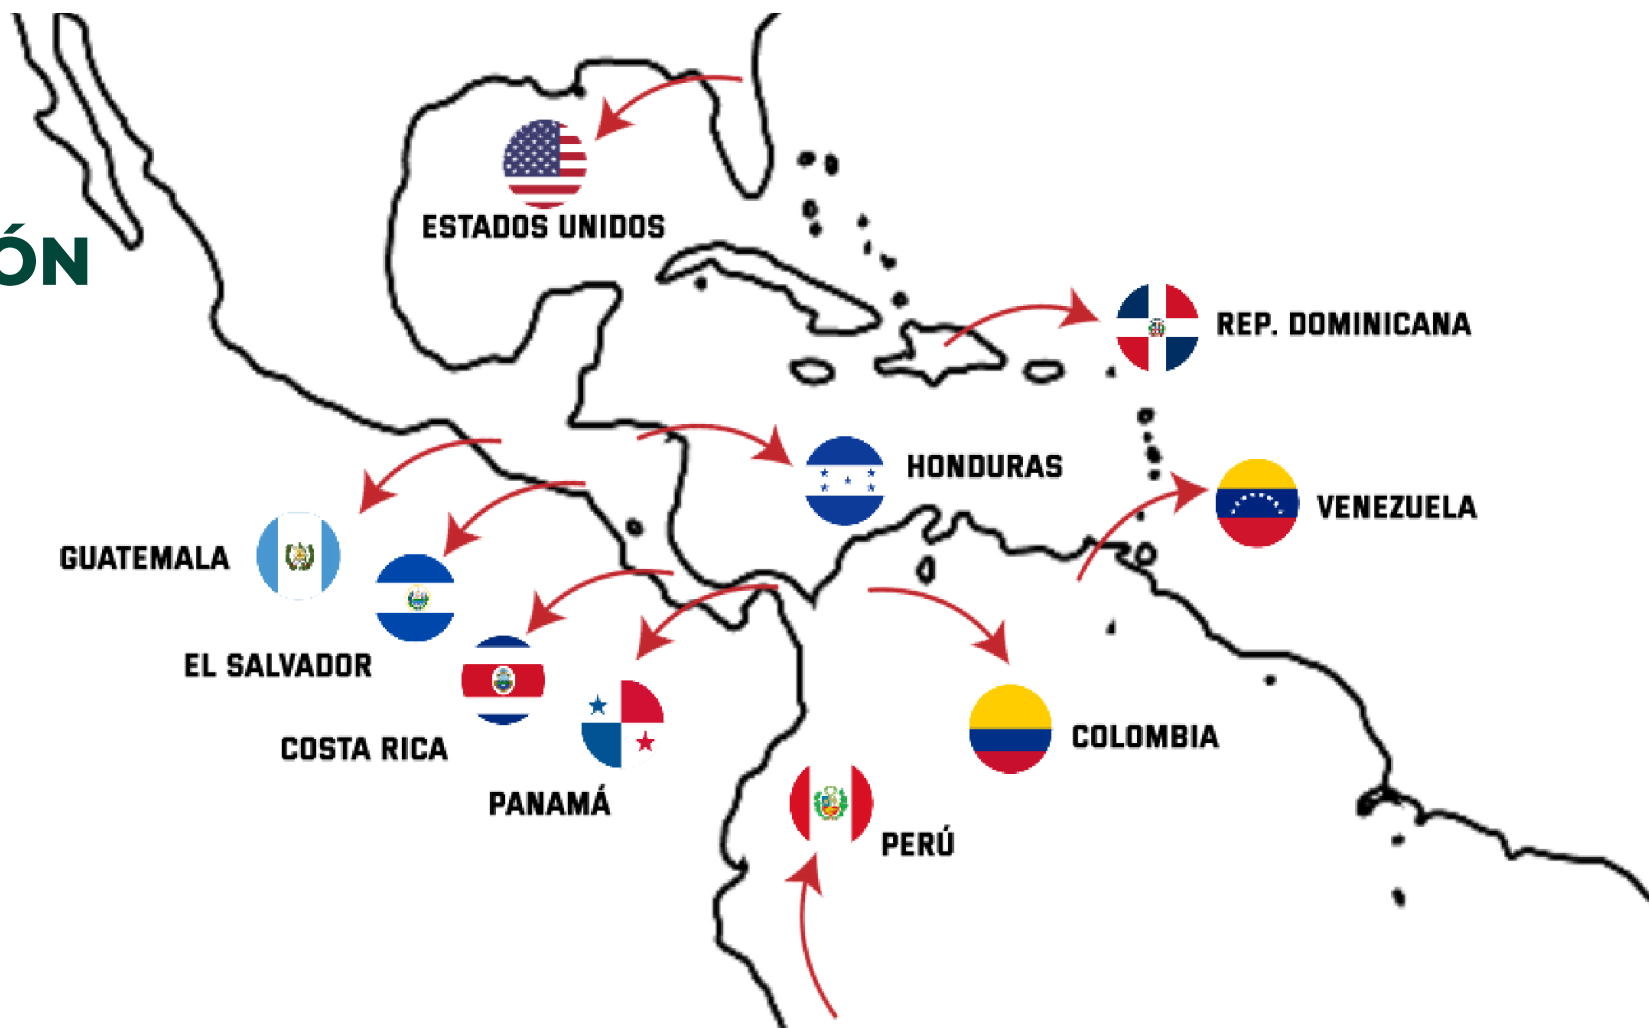 ÓN
ESTADOS UNIDOS
REP. DOMINICANA
HONDURAS
VENEZUELA
GUATEMALA
EL SALVADOR
COSTA RICA
PANAMÁ
COLOMBIA
PERÚ